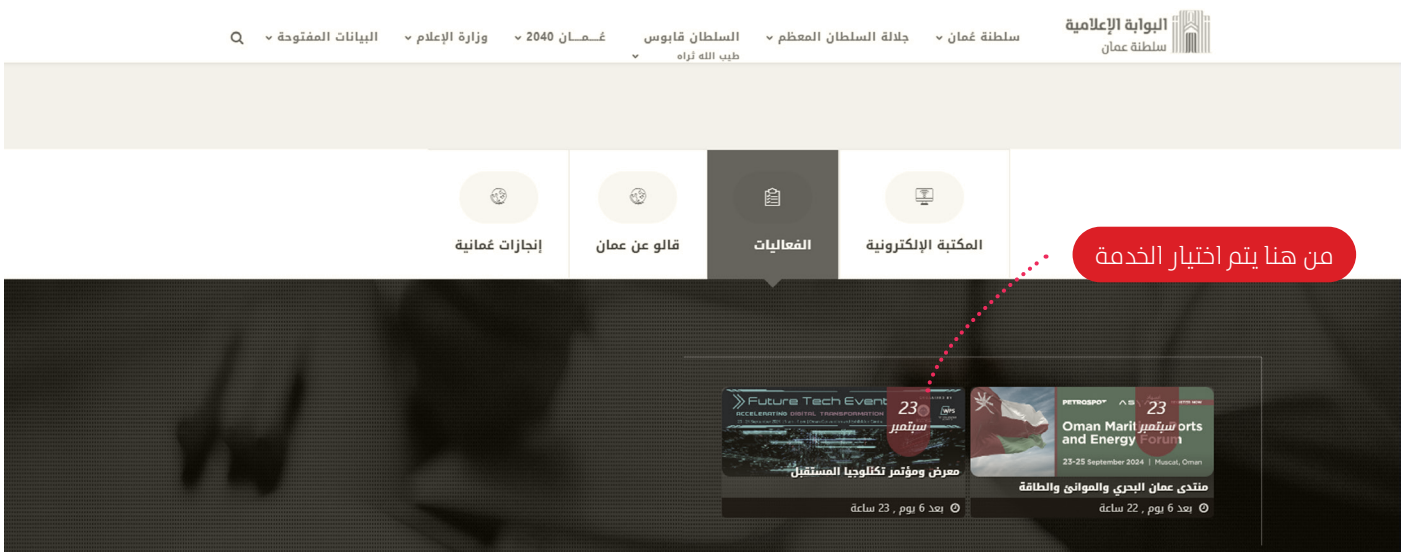 البوابة الإعلامية
سلطنة عمان
سلطنة عُمان
جلالة السلطان المعظم
السلطان قابوس
طيب الله ثراه
عُـــمـــان 2040
وزارة الإعلام
البيانات المفتوحة
المكتبة الإلكترونية
الفعاليات
قالو عن عمان
إنجازات عُمانية
من هنا يتم اختيار الخدمة
PETROSPOT
23
سبتمبر
Oman Marit orts
and Energy Forum
23-25 September 2024 | Muscat, Oman
منتدى عمان البحري والموانئ والطاقة
بعد 6 يوم , 22 ساعة
Future Tech Event
ACCELERATING DIGITAL TRANSFORMATION
23
سبتمبر
معرض ومؤتمر تكنلوجيا المستقبل
بعد 6 يوم , 23 ساعة